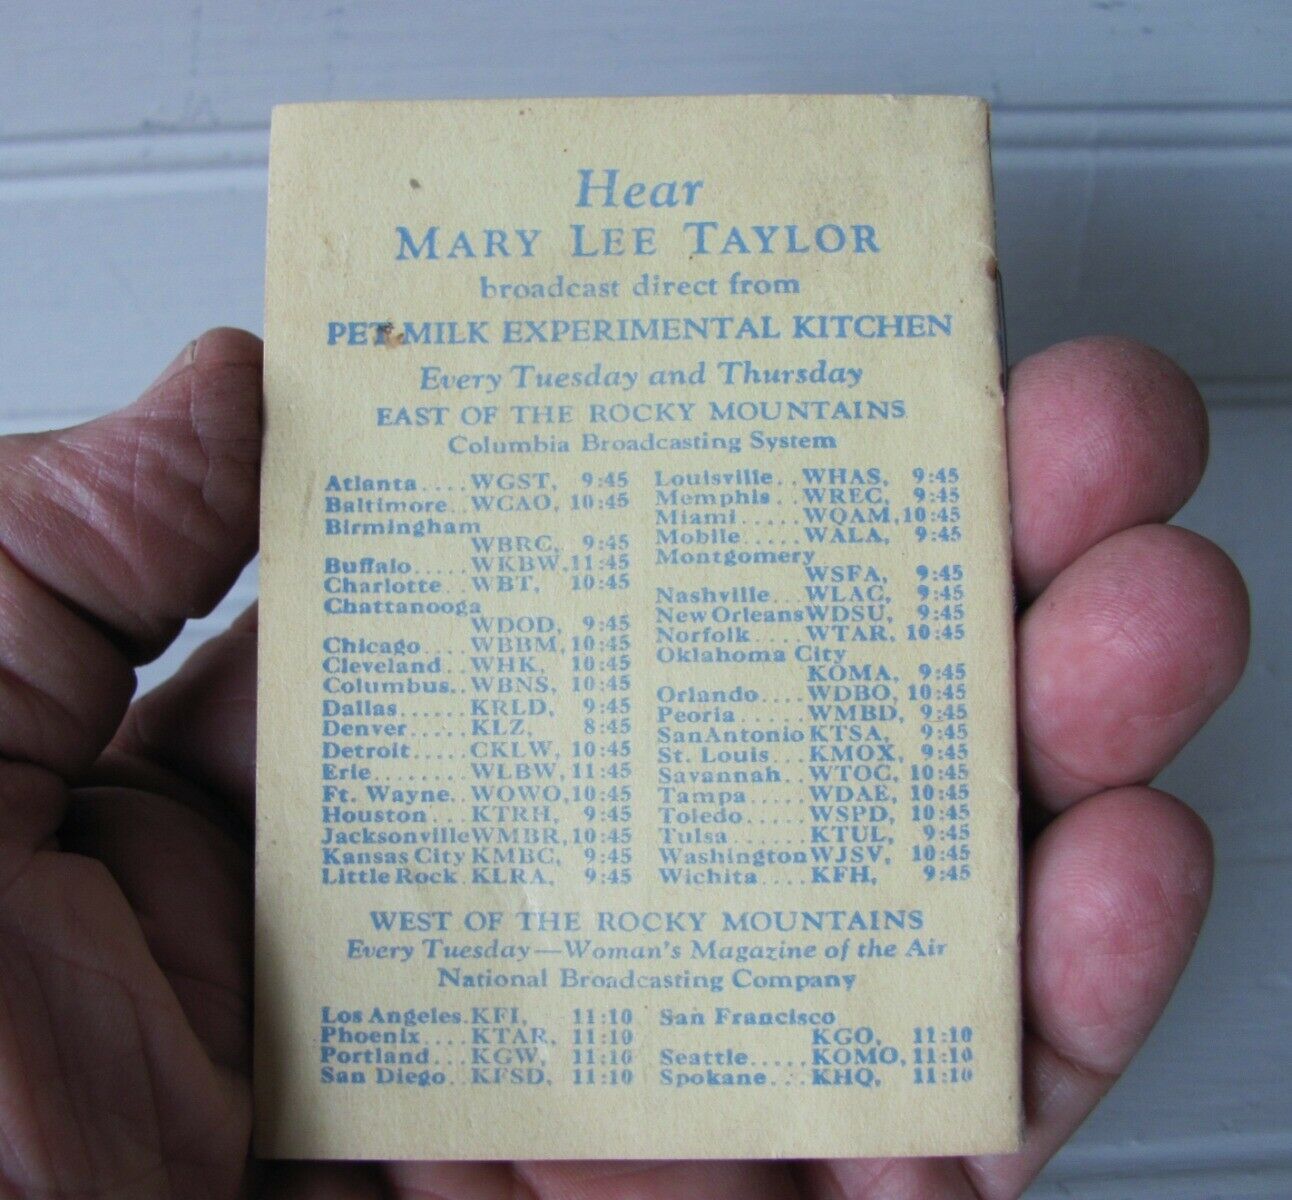 Hear
MARY LEE TAYLOR
broadcast direct from
PET MILK EXPERIMENTAL KITCHEN
Every Tuesday and Thursday
EAST OF THE ROCKY MOUNTAINS
Columbia Broadcasting System
Atlanta.... WGST, 9:45
Baltimore.. WCAO, 10:45
Birmingham
WBRC, 9:45
Buffalo..... WKBW, 11:45
Charlotte.. WBT, 10:45
Chattanooga
WDOD, 9:45
Chicago.... WBBM, 10:45
Cleveland.. WHK, 10:45
Columbus.. WBNS, 10:45
Dallas...... KRLD, 9:45
Denver..... KLZ, 8:45
Detroit..... CKLW, 10:45
Erie........ WLBW, 11:45
Ft. Wayne.. WOWO, 10:45
Houston.... KTRH, 9:45
Jacksonville WMBR, 10:45
Kansas City KMBC, 9:45
Little Rock. KLRA, 9:45
Louisville.. WHAS, 9:45
Memphis... WREC, 9:45
Miami..... WQAM, 10:45
Mobile..... WALA, 9:45
Montgomery
WSFA, 9:45
Nashville... WLAC, 9:45
New Orleans WDSU, 9:45
Norfolk.... WTAR, 10:45
Oklahoma City
KOMA, 9:45
Orlando.... WDBO, 10:45
Peoria..... WMBD, 9:45
San Antonio KTSA, 9:45
St. Louis... KMOX, 9:45
Savannah.. WTOC, 10:45
Tampa..... WDAE, 10:45
Toledo..... WSPD, 10:45
Tulsa...... KTUL, 9:45
Washington WJSV, 10:45
Wichita.... KFH, 9:45
WEST OF THE ROCKY MOUNTAINS
Every Tuesday—Woman's Magazine of the Air
National Broadcasting Company
Los Angeles. KFI, 11:10
Phoenix.... KTAR, 11:10
Portland... KGW, 11:10
San Diego.. KFSD, 11:10
San Francisco
KGO, 11:10
Seattle..... KOMO, 11:10
Spokane... KHQ, 11:10